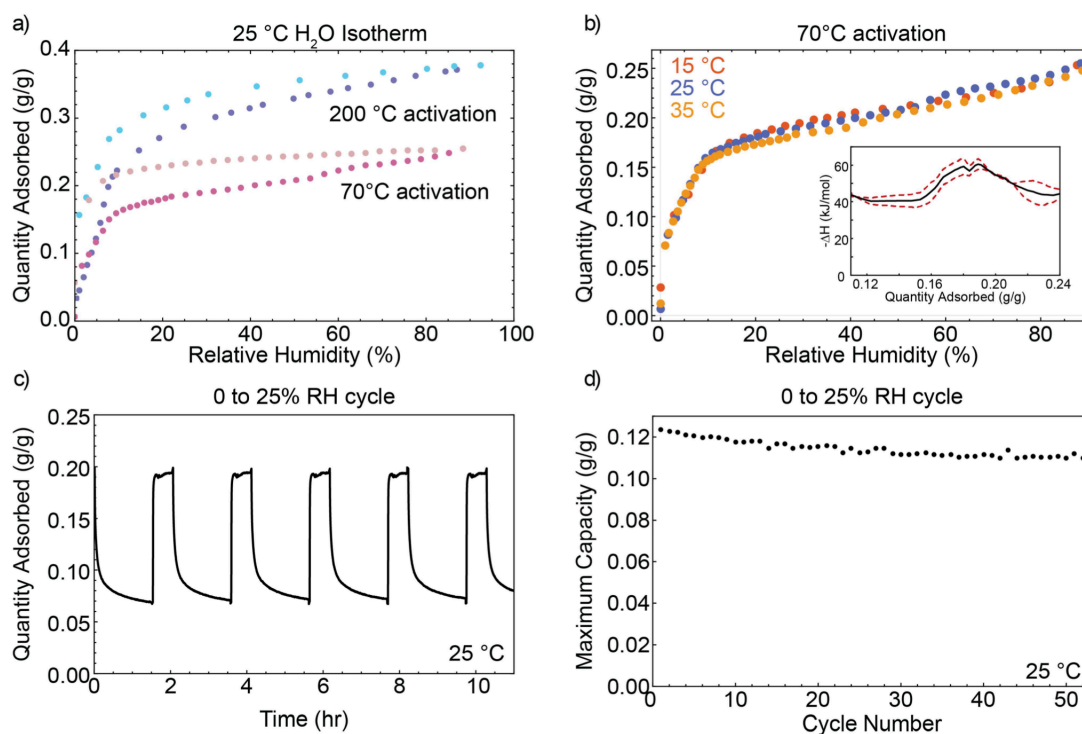 a)
25 °C H₂O Isotherm
Quantity Adsorbed (g/g)
0.4
0.3
0.2
0.1
0.0
200 °C activation
70°C activation
0
20
40
60
80
100
Relative Humidity (%)
b)
70°C activation
Quantity Adsorbed (g/g)
0.25
0.20
0.15
0.10
0.05
0.00
15 °C
25 °C
35 °C
-ΔH (kJ/mol)
60
40
20
0
0.12
0.16
0.20
0.24
Quantity Adsorbed (g/g)
0
20
40
60
80
Relative Humidity (%)
c)
0 to 25% RH cycle
Quantity Adsorbed (g/g)
0.25
0.20
0.15
0.10
0.05
0.00
25 °C
0
2
4
6
8
10
Time (hr)
d)
0 to 25% RH cycle
Maximum Capacity (g/g)
0.12
0.10
0.08
0.06
0.04
0.02
0.00
25 °C
0
10
20
30
40
50
Cycle Number